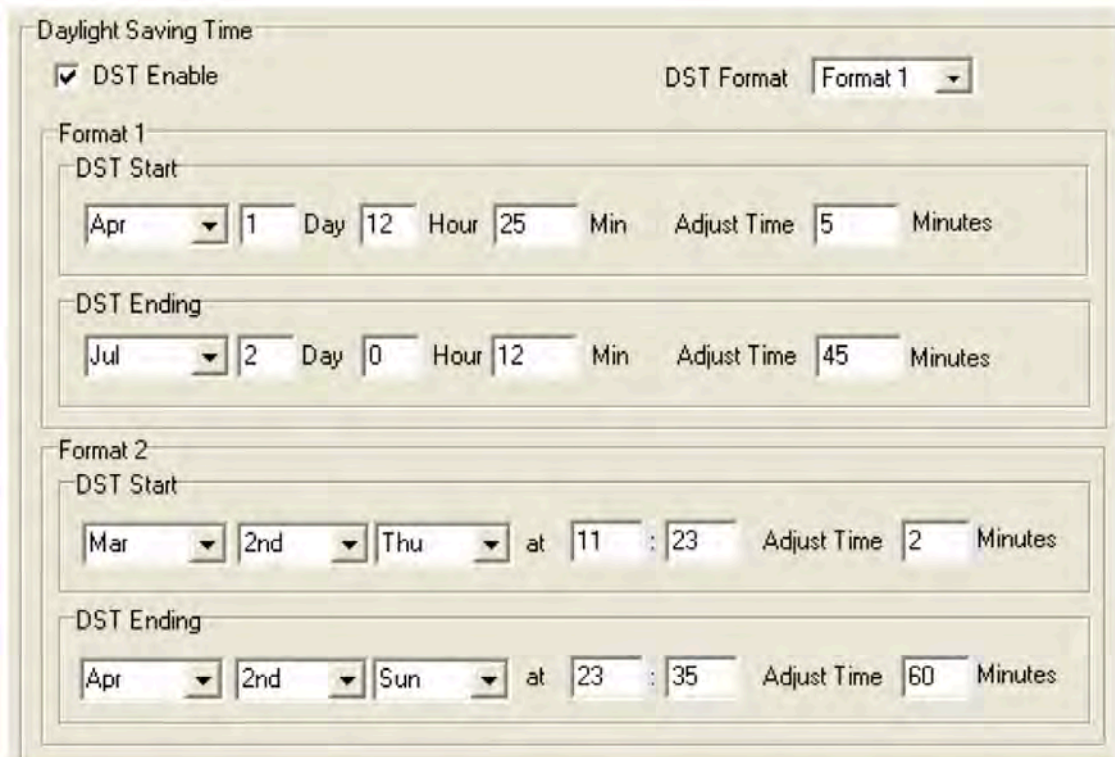 Daylight Saving Time
DST Enable DST Format Format 1
Format 1
DST Start
Apr 1 Day 12 Hour 25 Min Adjust Time 5 Minutes
DST Ending
Jul 2 Day 0 Hour 12 Min Adjust Time 45 Minutes
Format 2
DST Start
Mar 2nd Thu at 11 : 23 Adjust Time 2 Minutes
DST Ending
Apr 2nd Sun at 23 : 35 Adjust Time 60 Minutes